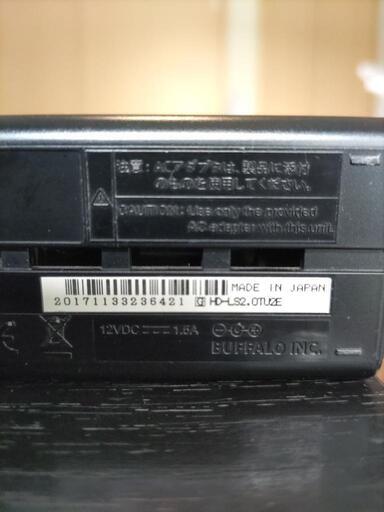 注意:ACアダプタは、製品に添付
のものを使用してください。
CAUTION: Use only the provided
AC adapter with this unit.
MADE IN JAPAN
20171133236421
HD-LS2.0TU2E
12VDC 1.5A
BUFFALO INC.